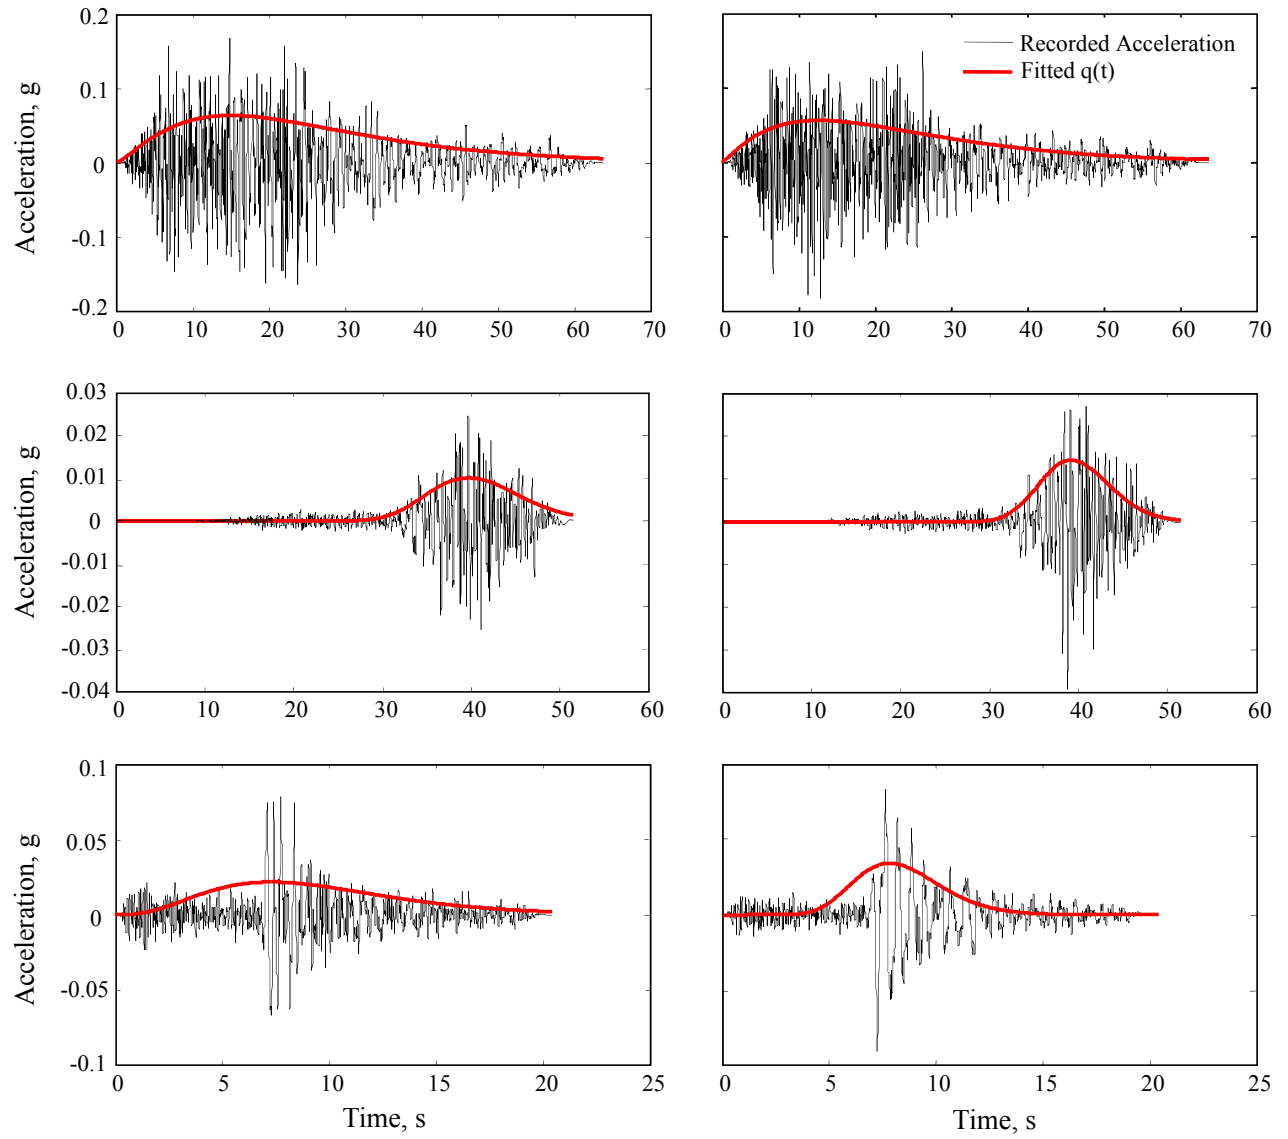 0.2
0.1
0
-0.1
-0.2
Acceleration, g
0 10 20 30 40 50 60 70
Recorded Acceleration
Fitted q(t)
0 10 20 30 40 50 60 70
0.03
0.02
0.01
0
-0.01
-0.02
-0.03
-0.04
Acceleration, g
0 10 20 30 40 50 60
0 10 20 30 40 50 60
0.1
0.05
0
-0.05
-0.1
Acceleration, g
0 5 10 15 20 25
Time, s
0 5 10 15 20 25
Time, s